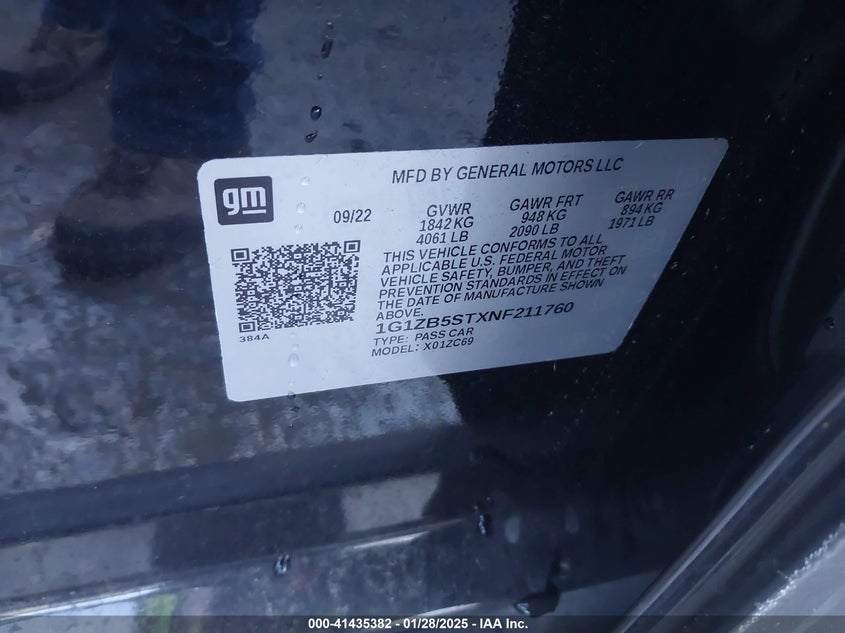 MFD BY GENERAL MOTORS LLC
gm
09/22
GVWR
1842 KG
4061 LB
GAWR FRT
948 KG
2090 LB
GAWR RR
894 KG
1971 LB
THIS VEHICLE CONFORMS TO ALL
APPLICABLE U.S. FEDERAL MOTOR
VEHICLE SAFETY, BUMPER, AND THEFT
PREVENTION STANDARDS IN EFFECT ON
THE DATE OF MANUFACTURE SHOWN
ABOVE.
1G1ZB5STXNF211760
TYPE: PASS CAR
MODEL: X01ZC69
384A
000-41435382 - 01/28/2025 - IAA Inc.